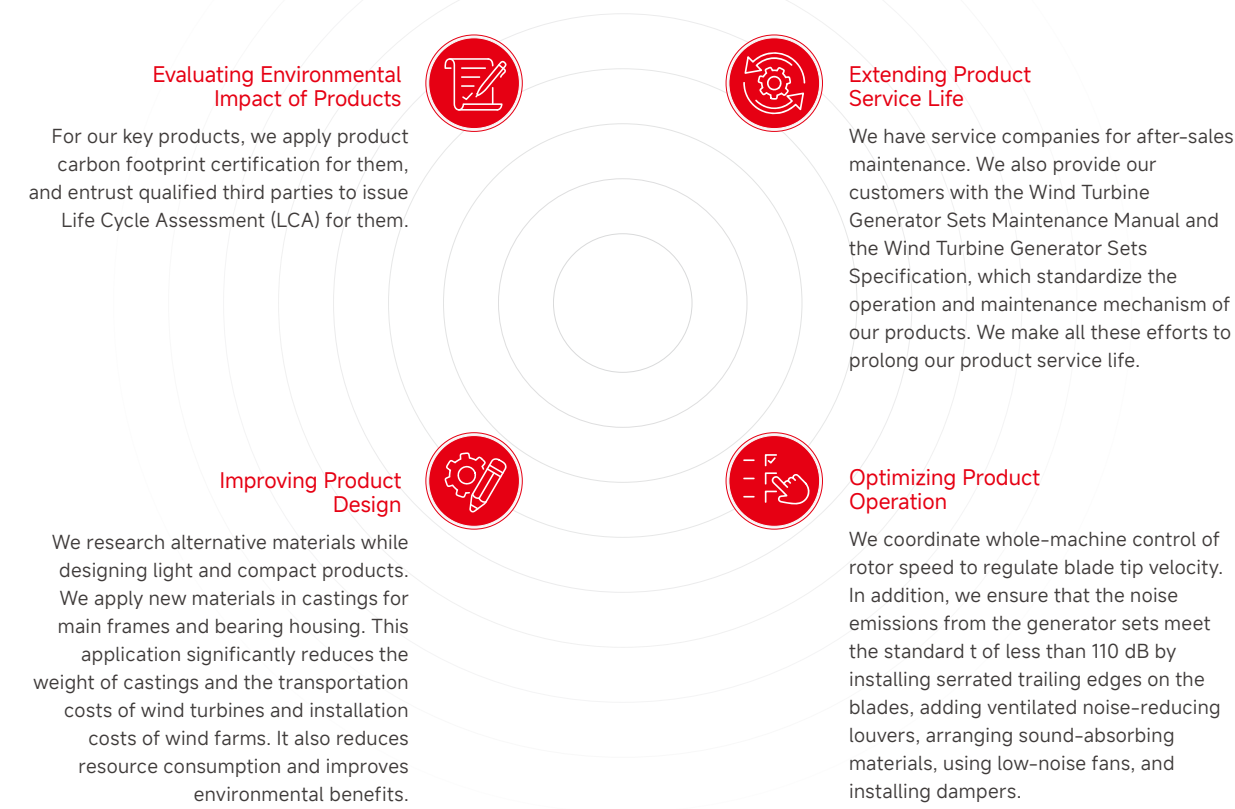 Evaluating Environmental
Impact of Products
For our key products, we apply product
carbon footprint certification for them,
and entrust qualified third parties to issue
Life Cycle Assessment (LCA) for them.
Extending Product
Service Life
We have service companies for after-sales
maintenance. We also provide our
customers with the Wind Turbine
Generator Sets Maintenance Manual and
the Wind Turbine Generator Sets
Specification, which standardize the
operation and maintenance mechanism of
our products. We make all these efforts to
prolong our product service life.
Improving Product
Design
We research alternative materials while
designing light and compact products.
We apply new materials in castings for
main frames and bearing housing. This
application significantly reduces the
weight of castings and the transportation
costs of wind turbines and installation
costs of wind farms. It also reduces
resource consumption and improves
environmental benefits.
Optimizing Product
Operation
We coordinate whole-machine control of
rotor speed to regulate blade tip velocity.
In addition, we ensure that the noise
emissions from the generator sets meet
the standard t of less than 110 dB by
installing serrated trailing edges on the
blades, adding ventilated noise-reducing
louvers, arranging sound-absorbing
materials, using low-noise fans, and
installing dampers.